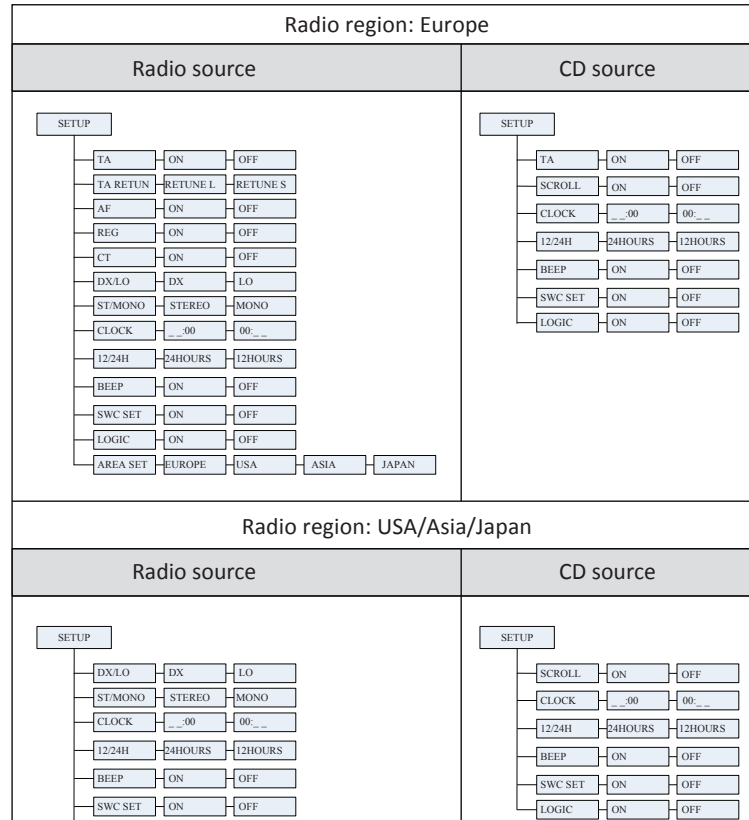 Radio region: Europe
Radio source
CD source
SETUP
TA ON OFF
TA RETUN RETUNE L RETUNE S
AF ON OFF
REG ON OFF
CT ON OFF
DX/LO DX LO
ST/MONO STEREO MONO
CLOCK _ _:00 00:_ _
12/24H 24HOURS 12HOURS
BEEP ON OFF
SWC SET ON OFF
LOGIC ON OFF
AREA SET EUROPE USA ASIA JAPAN
SETUP
TA ON OFF
SCROLL ON OFF
CLOCK _ _:00 00:_ _
12/24H 24HOURS 12HOURS
BEEP ON OFF
SWC SET ON OFF
LOGIC ON OFF
Radio region: USA/Asia/Japan
Radio source
CD source
SETUP
DX/LO DX LO
ST/MONO STEREO MONO
CLOCK _ _:00 00:_ _
12/24H 24HOURS 12HOURS
BEEP ON OFF
SWC SET ON OFF
SETUP
SCROLL ON OFF
CLOCK _ _:00 00:_ _
12/24H 24HOURS 12HOURS
BEEP ON OFF
SWC SET ON OFF
LOGIC ON OFF